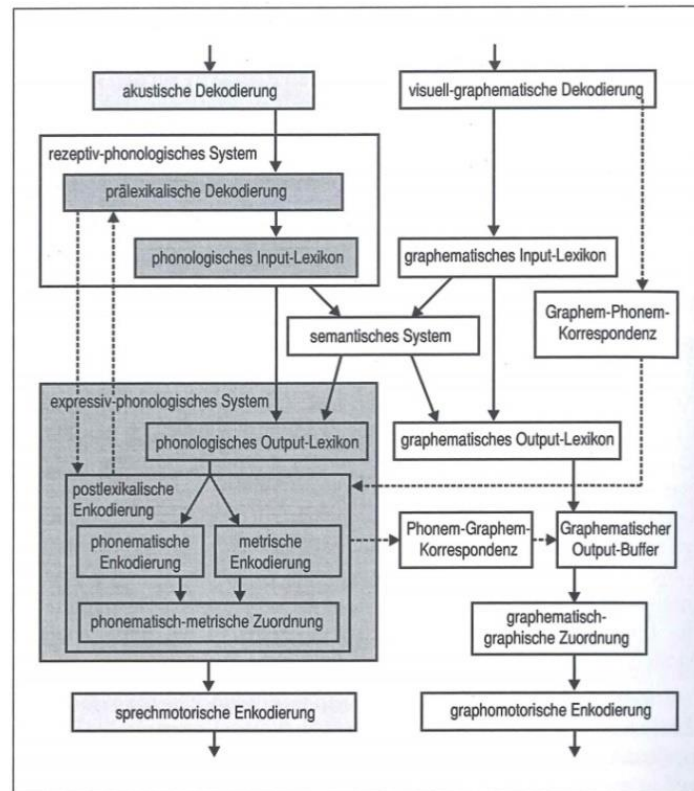 akustische Dekodierung
visuell-graphematische Dekodierung
rezeptiv-phonologisches System
prälexikalische Dekodierung
phonologisches Input-Lexikon
graphematisches Input-Lexikon
Graphem-Phonem-
Korrespondenz
semantisches System
expressiv-phonologisches System
phonologisches Output-Lexikon
graphematisches Output-Lexikon
postlexikalische
Enkodierung
phonematische
Enkodierung
metrische
Enkodierung
Phonem-Graphem-
Korrespondenz
Graphematischer
Output-Buffer
phonematisch-metrische Zuordnung
graphematisch-
graphische Zuordnung
sprechmotorische Enkodierung
graphomotorische Enkodierung